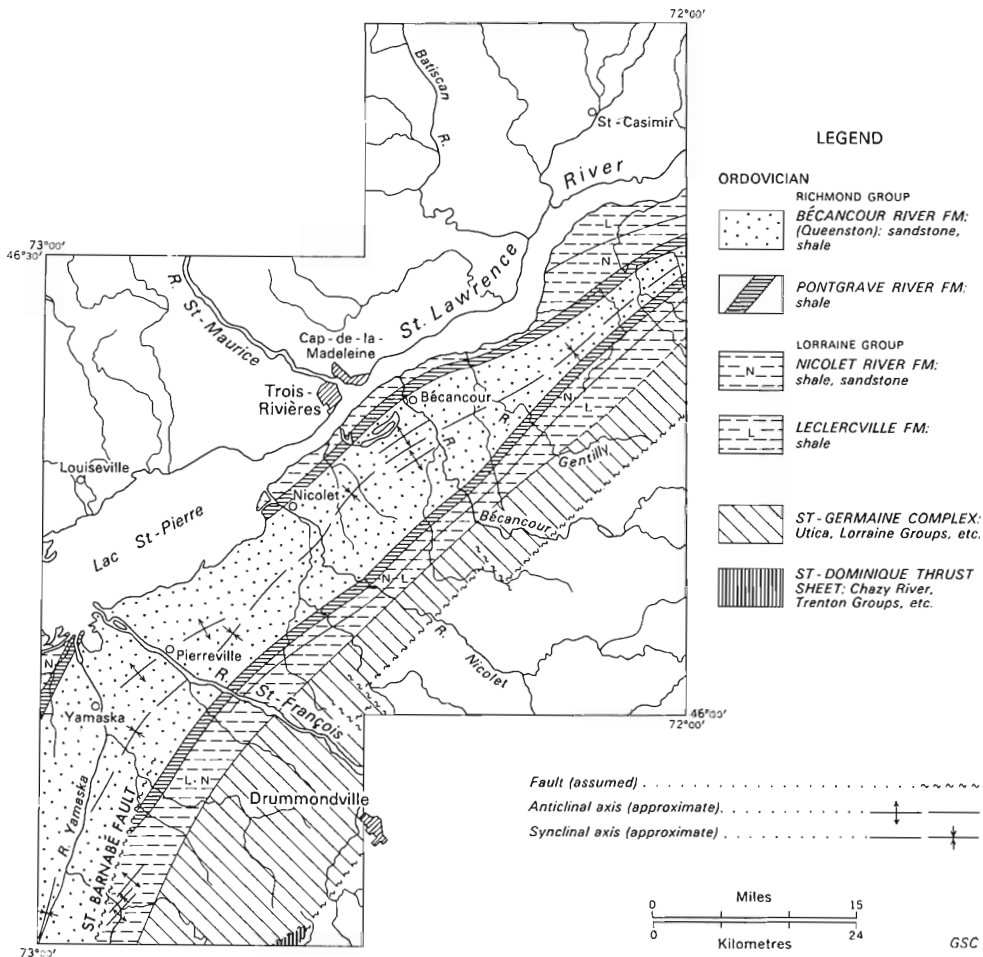 72°00'
Batiscan
R.
St-Casimir
River
St. Lawrence
73°00'
46°30'
R. St-Maurice
Cap-de-la-
Madeleine
Trois-
Rivières
Bécancour
R.
R.
Gentilly
Bécancour
Louiseville
Nicolet
Lac St-Pierre
L
N
N
L
N-L
R.
Nicolet
Pierreville
R. St-François
N
Yamaska
R. Yamaska
L-N
Drummondville
ST-BARNABÉ FAULT
46°00'
72°00'
73°00'
LEGEND
ORDOVICIAN
RICHMOND GROUP
BÉCANCOUR RIVER FM:
(Queenston): sandstone,
shale
PONTGRAVE RIVER FM:
shale
LORRAINE GROUP
N
NICOLET RIVER FM:
shale, sandstone
L
LECLERCVILLE FM:
shale
ST-GERMAINE COMPLEX:
Utica, Lorraine Groups, etc.
ST-DOMINIQUE THRUST
SHEET: Chazy River,
Trenton Groups, etc.
Fault (assumed)
Anticlinal axis (approximate)
Synclinal axis (approximate)
Miles
0 15
0 24
Kilometres
GSC